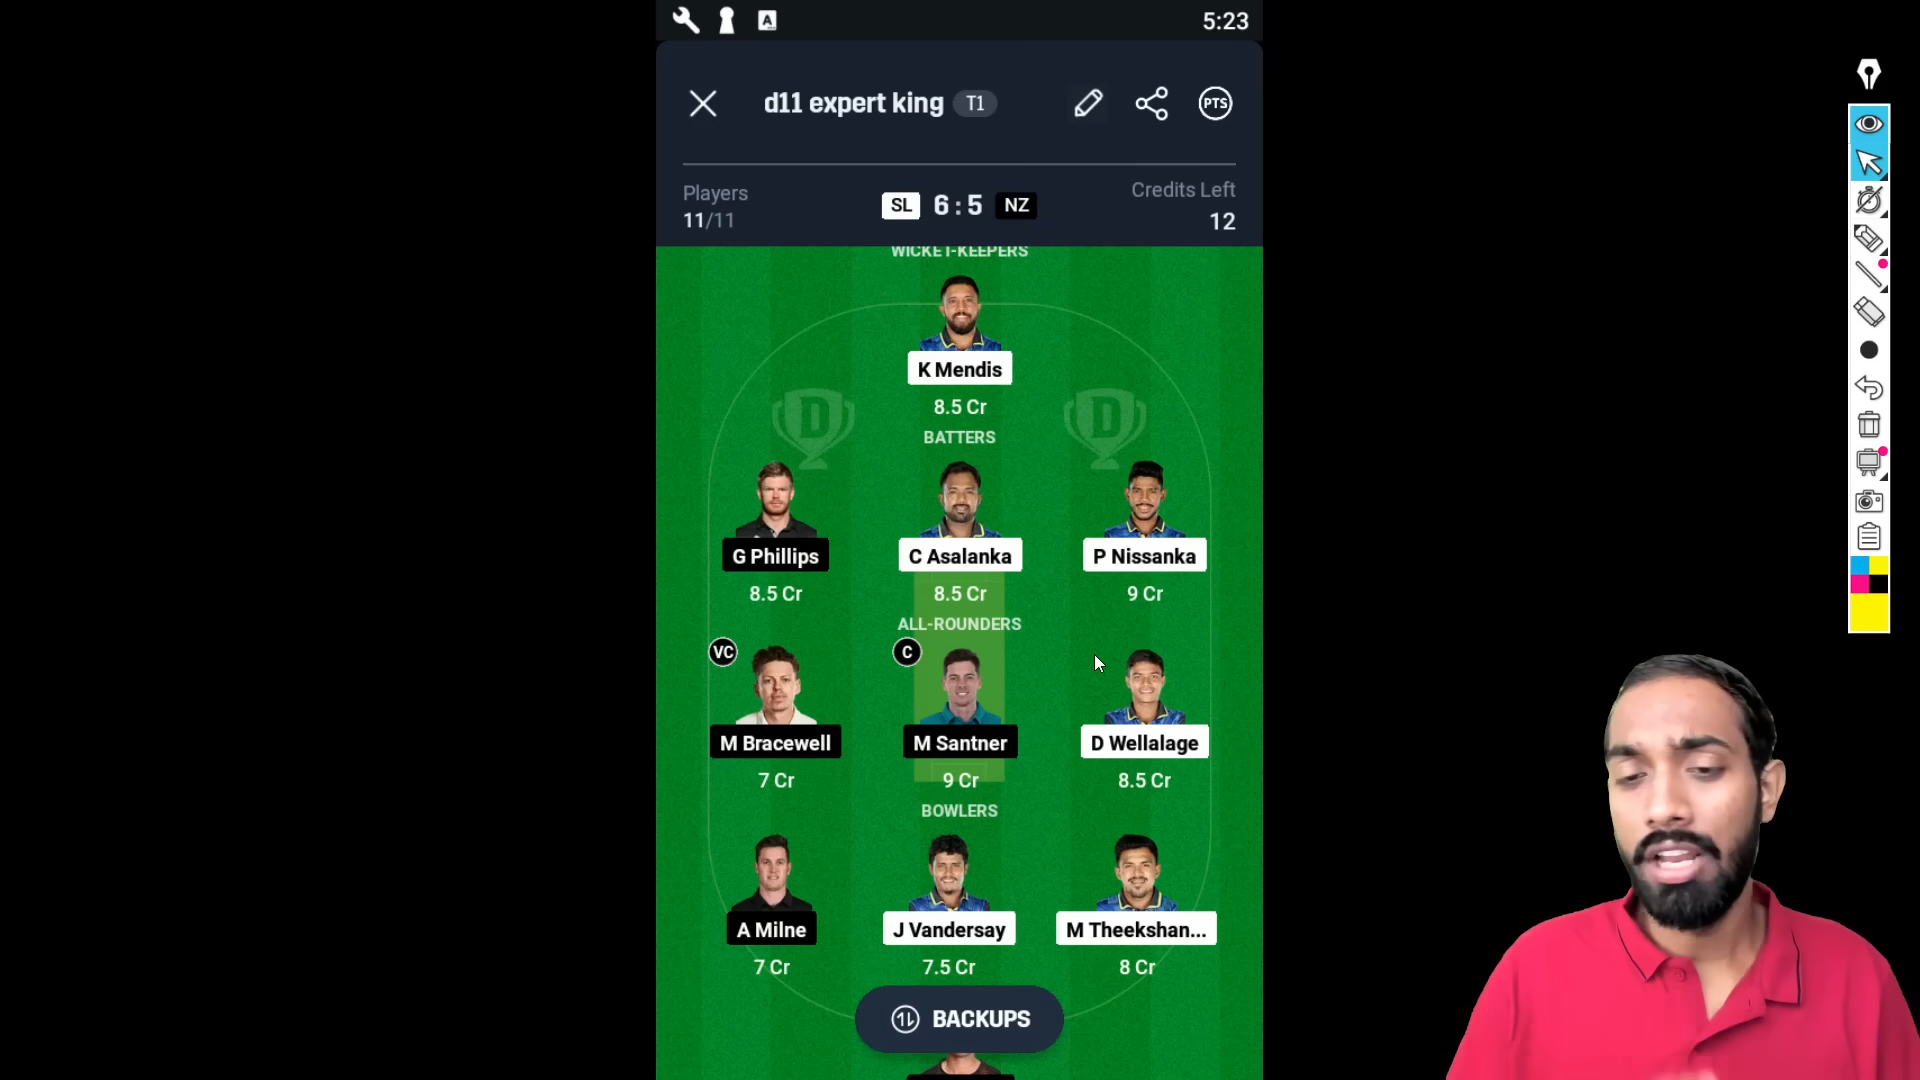 A
5:23
d11 expert king T1
PTS
Players
11/11
SL 6 : 5 NZ
Credits Left
12
WICKET-KEEPERS
K Mendis
8.5 Cr
D
D
BATTERS
G Phillips
C Asalanka
P Nissanka
8.5 Cr
8.5 Cr
9 Cr
ALL-ROUNDERS
VC
C
M Bracewell
M Santner
D Wellalage
7 Cr
9 Cr
8.5 Cr
BOWLERS
A Milne
J Vandersay
M Theekshan...
7 Cr
7.5 Cr
8 Cr
BACKUPS